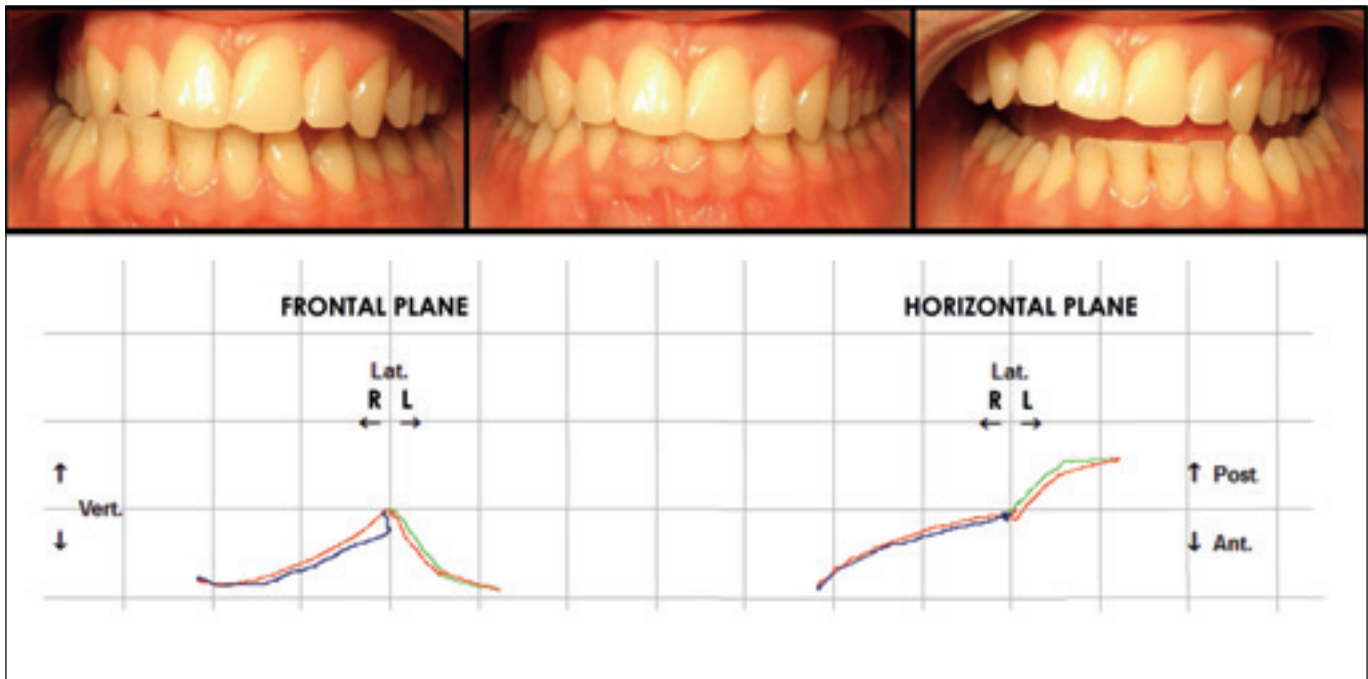 FRONTAL PLANE
Lat.
R L
← →
↑
Vert.
↓
HORIZONTAL PLANE
Lat.
R L
← →
↑ Post
↓ Ant.